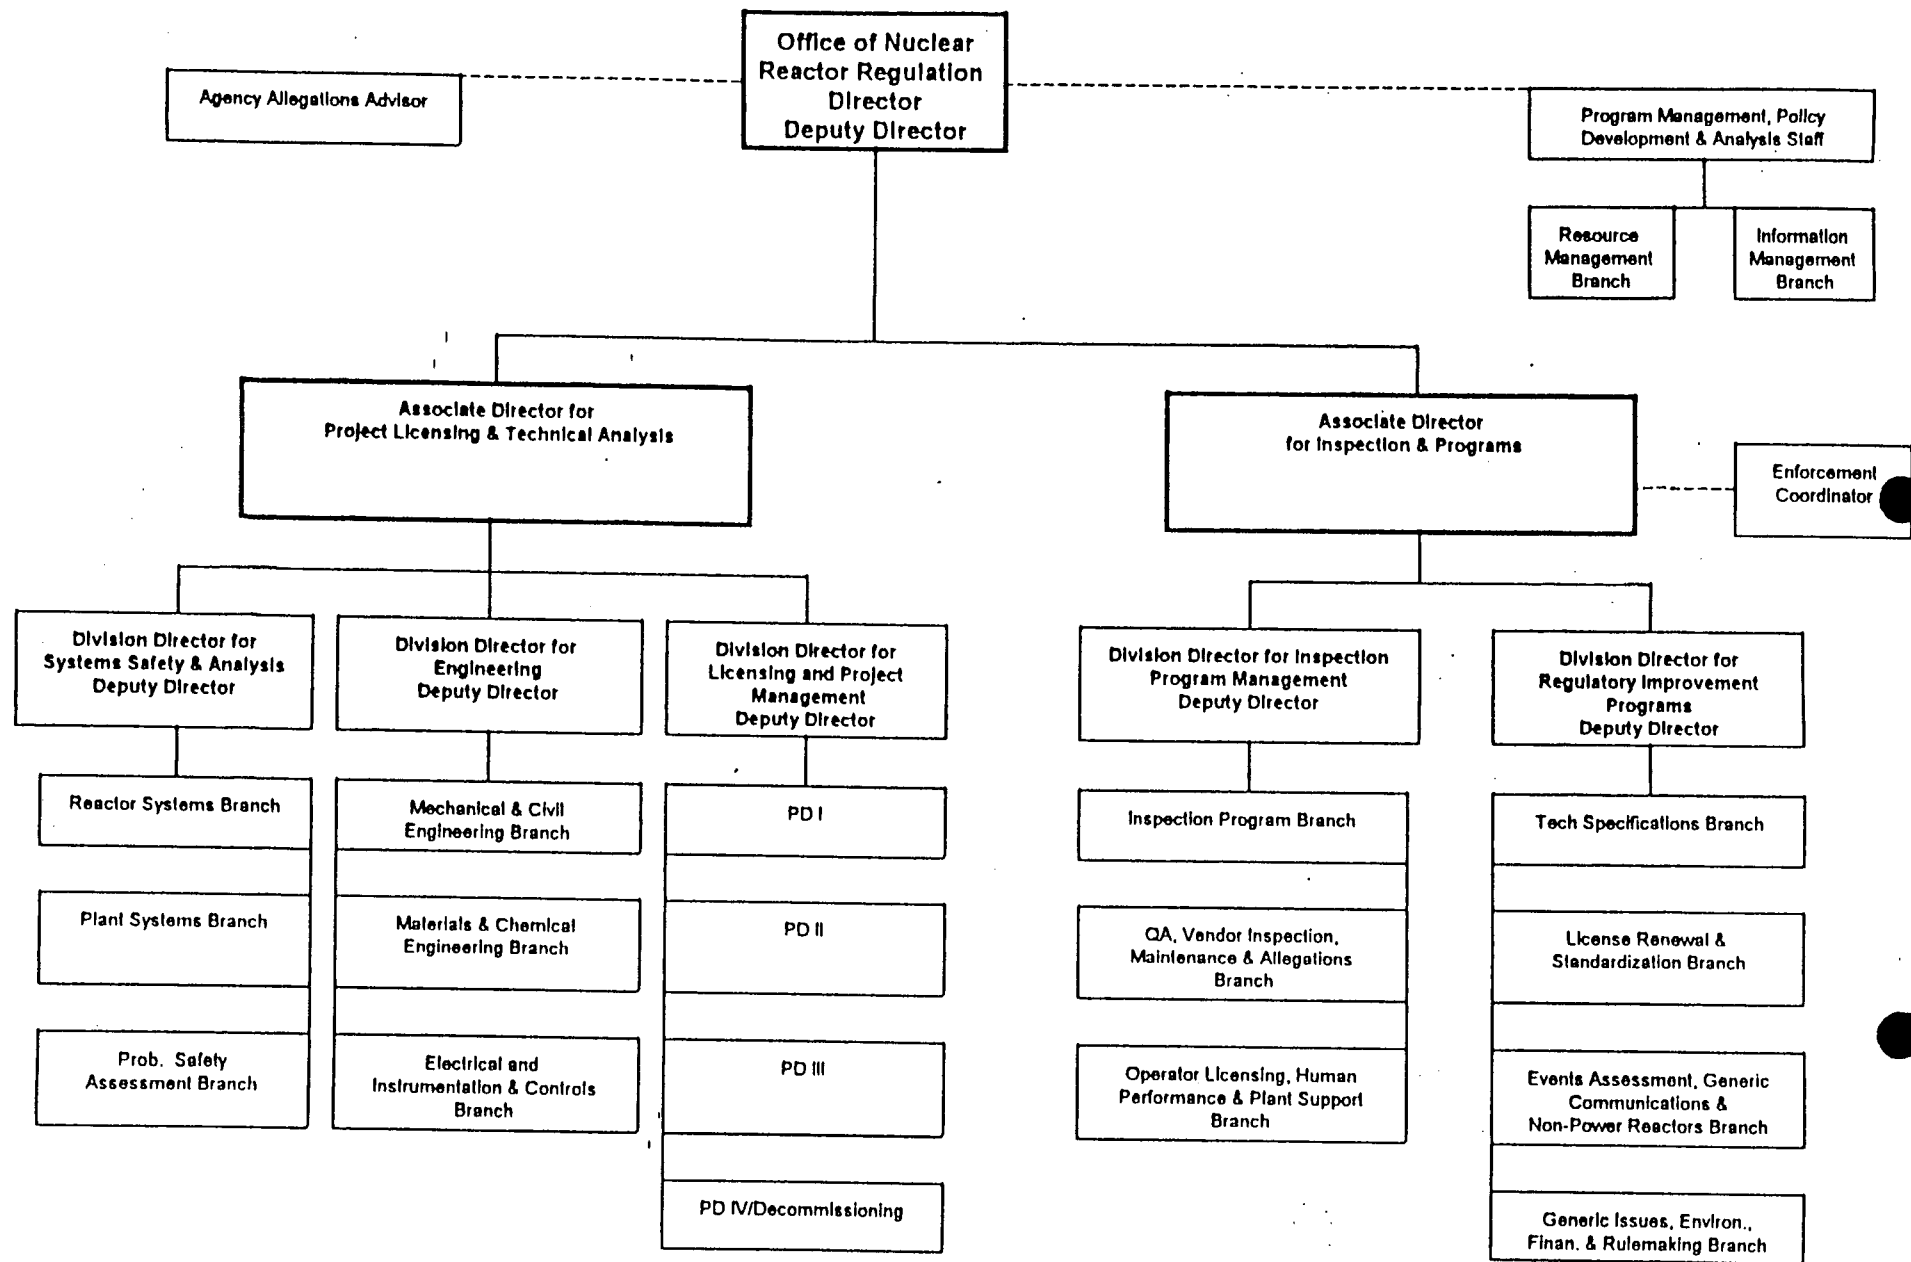 Office of Nuclear
Reactor Regulation
Director
Deputy Director
Agency Allegations Advisor
Program Management, Policy
Development & Analysis Staff
Resource
Management
Branch
Information
Management
Branch
Associate Director for
Project Licensing & Technical Analysis
Associate Director
for Inspection & Programs
Enforcement
Coordinator
Division Director for
Systems Safety & Analysis
Deputy Director
Division Director for
Engineering
Deputy Director
Division Director for
Licensing and Project
Management
Deputy Director
Division Director for Inspection
Program Management
Deputy Director
Division Director for
Regulatory Improvement
Programs
Deputy Director
Reactor Systems Branch
Mechanical & Civil
Engineering Branch
PD I
Inspection Program Branch
Tech Specifications Branch
Plant Systems Branch
Materials & Chemical
Engineering Branch
PD II
QA, Vendor Inspection,
Maintenance & Allegations
Branch
License Renewal &
Standardization Branch
Prob. Safety
Assessment Branch
Electrical and
Instrumentation & Controls
Branch
PD III
Operator Licensing, Human
Performance & Plant Support
Branch
Events Assessment, Generic
Communications &
Non-Power Reactors Branch
PD IV/Decommissioning
Generic Issues, Environ.,
Finan. & Rulemaking Branch